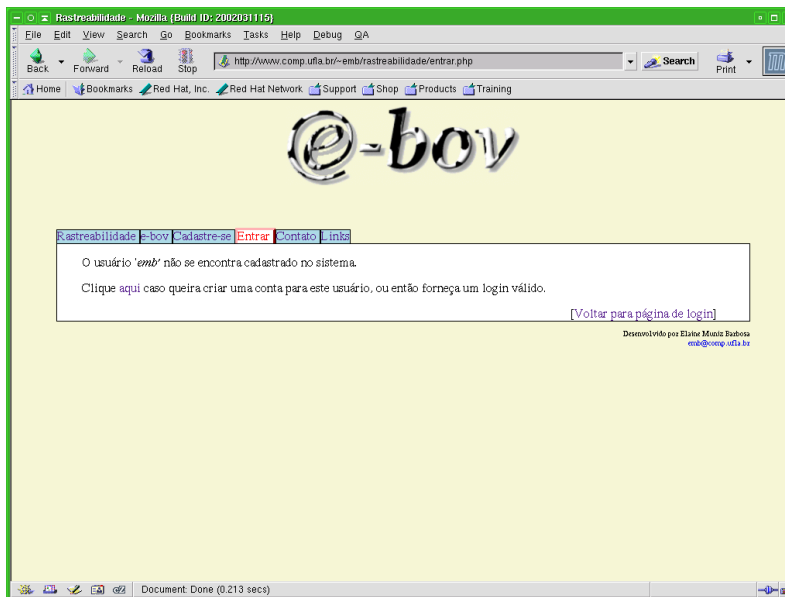 Rastreabilidade - Mozilla {Build ID: 2002031115}
File Edit View Search Go Bookmarks Tasks Help Debug QA
Back Forward Reload Stop http://www.comp.ufla.br/~emb/rastreabilidade/entrar.php Search Print
Home Bookmarks Red Hat, Inc. Red Hat Network Support Shop Products Training
e-bov
Rastreabilidade e-bov Cadastre-se Entrar Contato Links
O usuário 'emb' não se encontra cadastrado no sistema.
Clique aqui caso queira criar uma conta para este usuário, ou então forneça um login válido.
[Voltar para página de login]
Desenvolvido por Elaine Muniz Barbosa
emb@comp.ufla.br
Document: Done (0.213 secs)